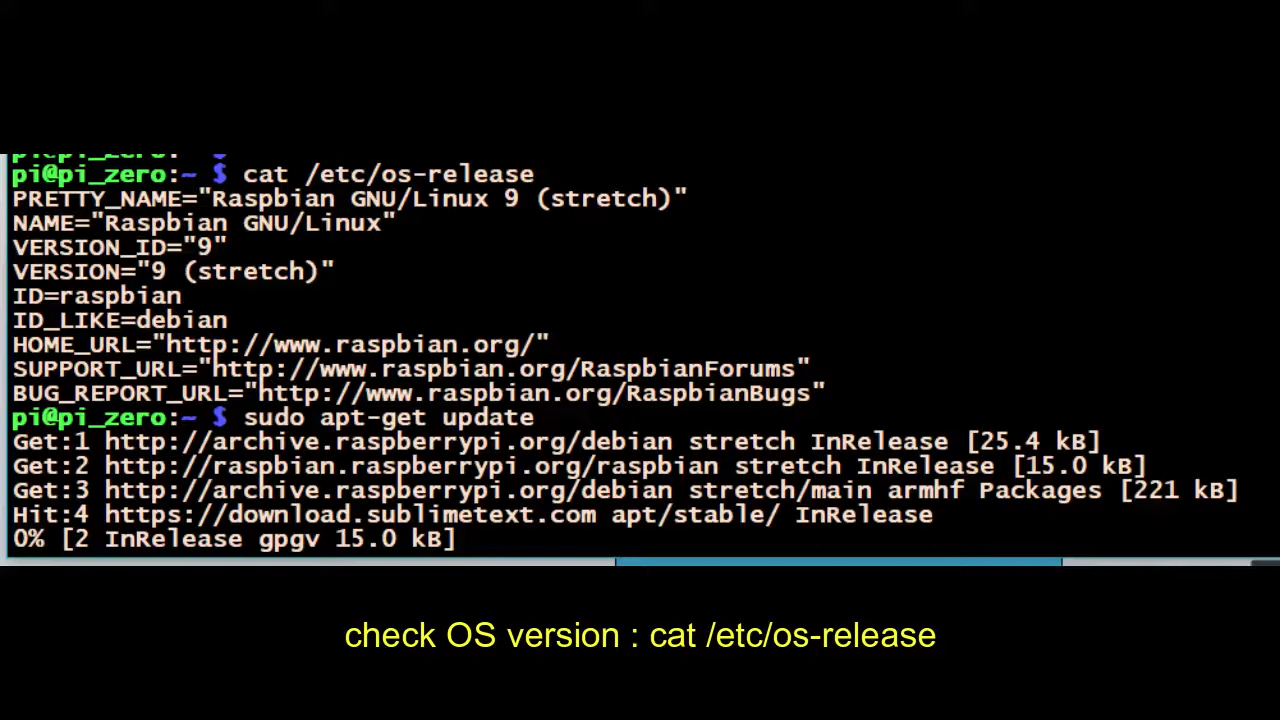 pi@pi_zero:~ $
pi@pi_zero:~ $ cat /etc/os-release
PRETTY_NAME="Raspbian GNU/Linux 9 (stretch)"
NAME="Raspbian GNU/Linux"
VERSION_ID="9"
VERSION="9 (stretch)"
ID=raspbian
ID_LIKE=debian
HOME_URL="http://www.raspbian.org/"
SUPPORT_URL="http://www.raspbian.org/RaspbianForums"
BUG_REPORT_URL="http://www.raspbian.org/RaspbianBugs"
pi@pi_zero:~ $ sudo apt-get update
Get:1 http://archive.raspberrypi.org/debian stretch InRelease [25.4 kB]
Get:2 http://raspbian.raspberrypi.org/raspbian stretch InRelease [15.0 kB]
Get:3 http://archive.raspberrypi.org/debian stretch/main armhf Packages [221 kB]
Hit:4 https://download.sublimetext.com apt/stable/ InRelease
0% [2 InRelease gpgv 15.0 kB]
check OS version : cat /etc/os-release